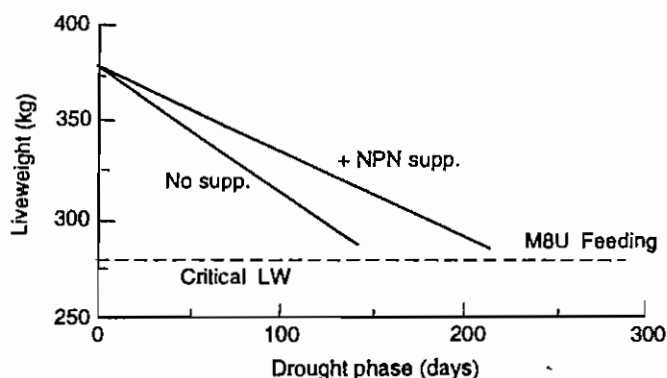 400
350
300
250
Liveweight (kg)
No supp.
+ NPN supp.
M8U Feeding
Critical LW
0
100
200
300
Drought phase (days)